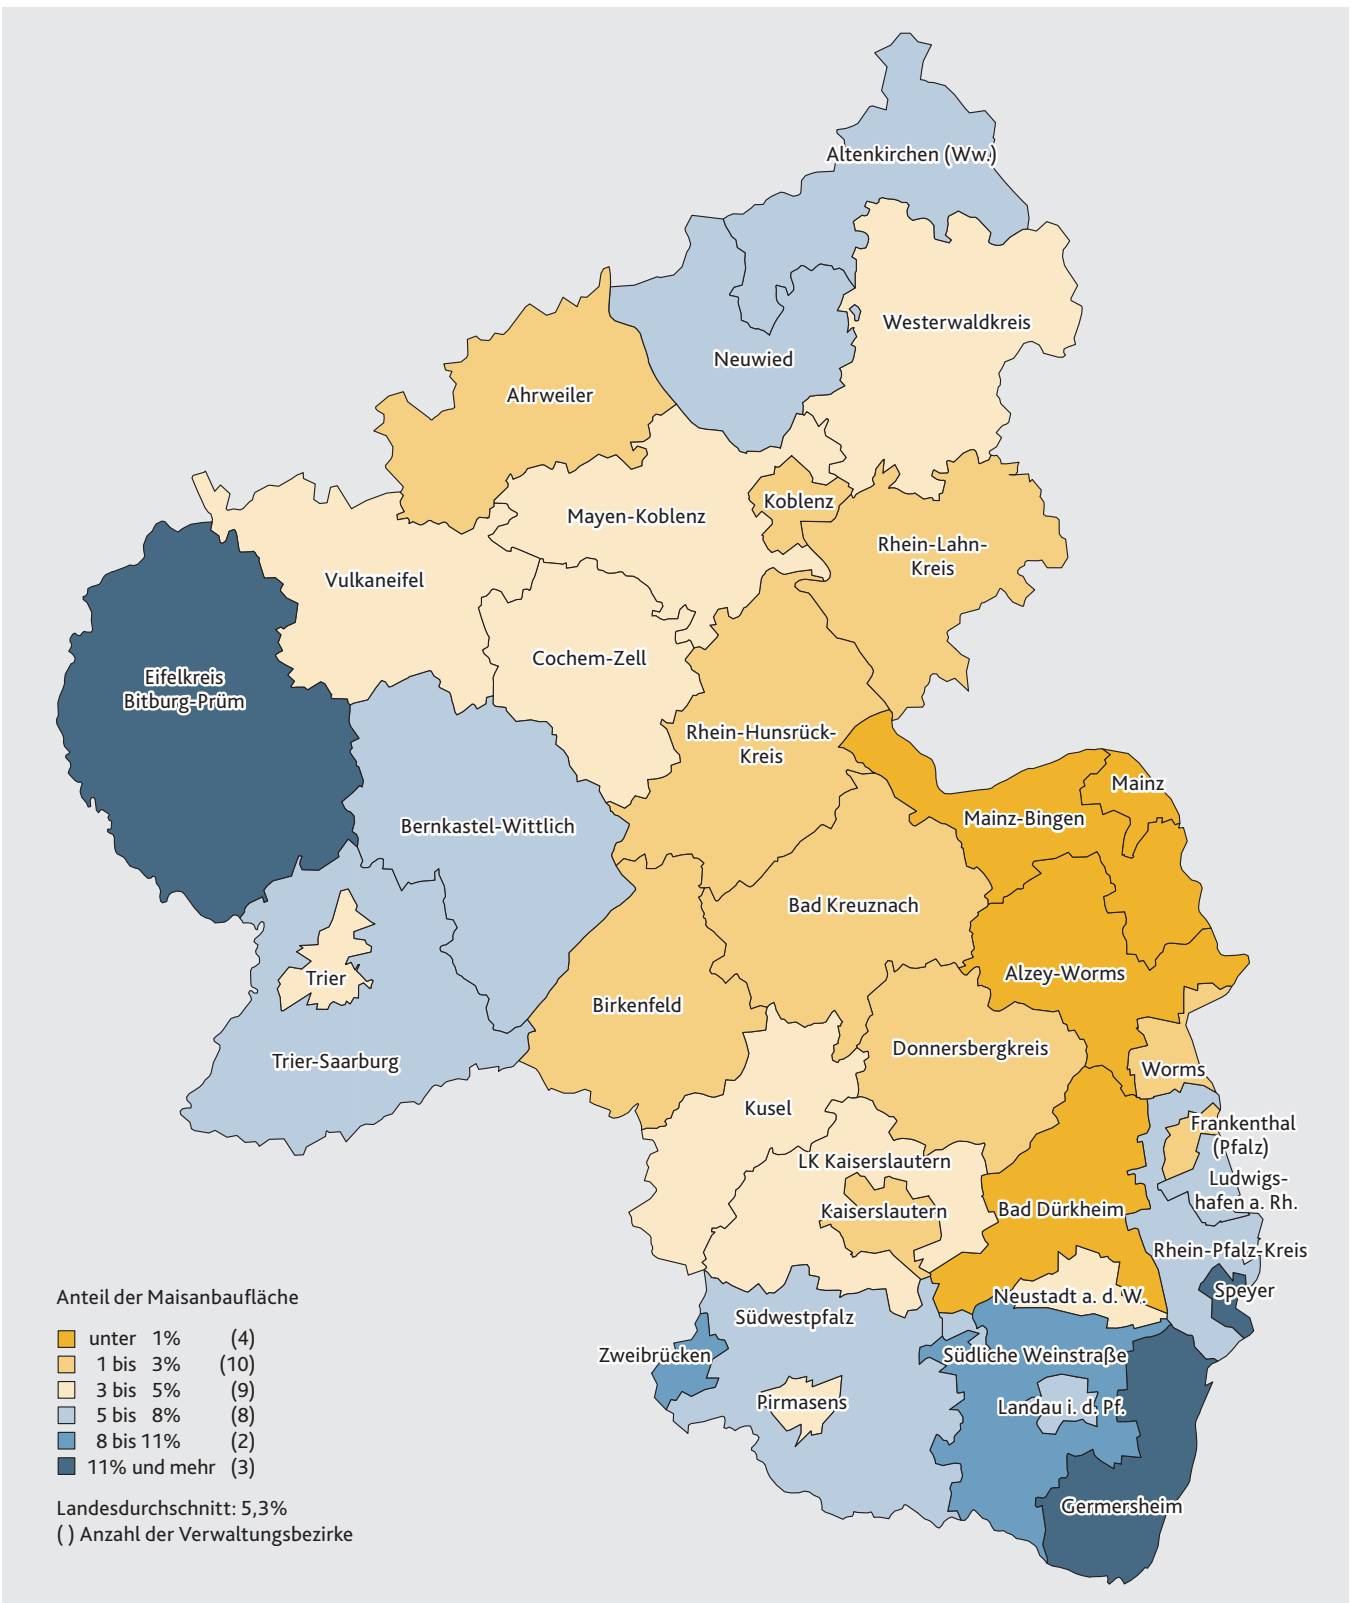 Altenkirchen (Ww.)
Westerwaldkreis
Neuwied
Ahrweiler
Koblenz
Mayen-Koblenz
Rhein-Lahn-
Kreis
Vulkaneifel
Cochem-Zell
Eifelkreis
Bitburg-Prüm
Rhein-Hunsrück-
Kreis
Mainz
Mainz-Bingen
Bernkastel-Wittlich
Bad Kreuznach
Alzey-Worms
Trier
Birkenfeld
Donnersbergkreis
Trier-Saarburg
Worms
Kusel
Frankenthal
(Pfalz)
LK Kaiserslautern
Ludwigs-
hafen a. Rh.
Kaiserslautern
Bad Dürkheim
Rhein-Pfalz-Kreis
Speyer
Neustadt a. d. W.
Südwestpfalz
Zweibrücken
Südliche Weinstraße
Pirmasens
Landau i. d. Pf.
Germersheim
Anteil der Maisanbaufläche
unter 1% (4)
1 bis 3% (10)
3 bis 5% (9)
5 bis 8% (8)
8 bis 11% (2)
11% und mehr (3)
Landesdurchschnitt: 5,3%
( ) Anzahl der Verwaltungsbezirke